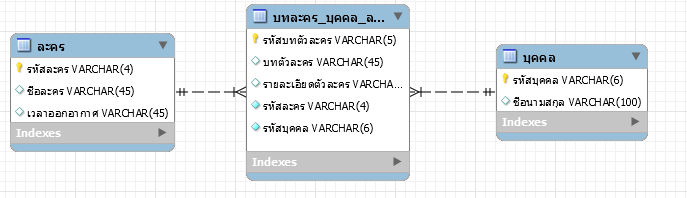 ละคร
รหัสละคร VARCHAR(4)
ชื่อละคร VARCHAR(45)
เวลาออกอากาศ VARCHAR(45)
Indexes
บทละคร_บุคคล_ล...
รหัสบทตัวละคร VARCHAR(5)
บทตัวละคร VARCHAR(45)
รายละเอียดตัวละคร VARCHA...
รหัสละคร VARCHAR(4)
รหัสบุคคล VARCHAR(6)
Indexes
บุคคล
รหัสบุคคล VARCHAR(6)
ชื่อนามสกุล VARCHAR(100)
Indexes